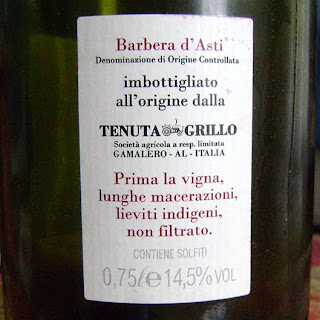 Barbera d'Asti
Denominazione di Origine Controllata
imbottigliato
all'origine dalla
TENUTA GRILLO
Società agricola a resp. limitata
GAMALERO - AL - ITALIA
Prima la vigna,
lunghe macerazioni,
lieviti indigeni,
non filtrato.
CONTIENE SOLFITI
0,75 ℓ ℮ 14,5% VOL